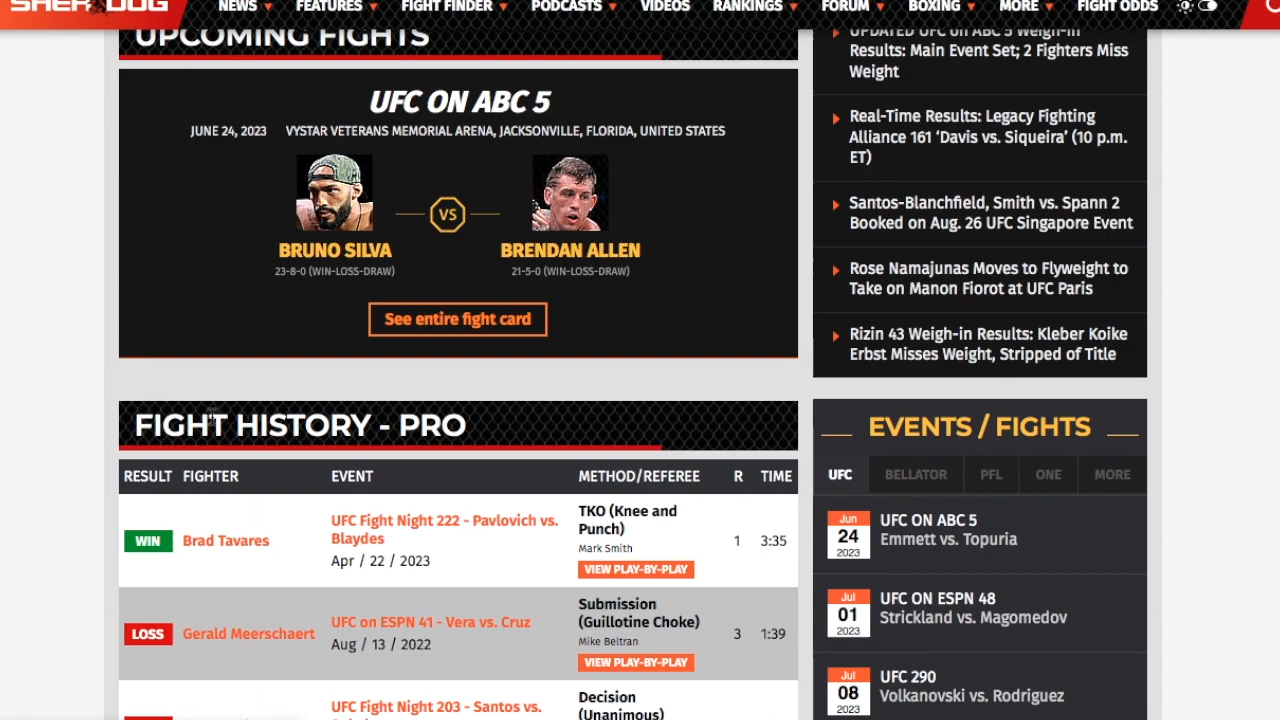 SHERDOG
NEWS FEATURES FIGHT FINDER PODCASTS VIDEOS RANKINGS FORUM BOXING MORE FIGHT ODDS
UPCOMING FIGHTS
UFC ON ABC 5
JUNE 24, 2023 VYSTAR VETERANS MEMORIAL ARENA, JACKSONVILLE, FLORIDA, UNITED STATES
VS
BRUNO SILVA BRENDAN ALLEN
23-8-0 (WIN-LOSS-DRAW) 21-5-0 (WIN-LOSS-DRAW)
See entire fight card
FIGHT HISTORY - PRO
RESULT FIGHTER EVENT METHOD/REFEREE R TIME
WIN Brad Tavares
UFC Fight Night 222 - Pavlovich vs.
Blaydes
Apr / 22 / 2023
TKO (Knee and
Punch)
Mark Smith
VIEW PLAY-BY-PLAY
1 3:35
LOSS Gerald Meerschaert
UFC on ESPN 41 - Vera vs. Cruz
Aug / 13 / 2022
Submission
(Guillotine Choke)
Mike Beltran
VIEW PLAY-BY-PLAY
3 1:39
UFC Fight Night 203 - Santos vs.
Decision
(Unanimous)
UPDATED UFC on ABC 5 Weigh-in
Results: Main Event Set; 2 Fighters Miss
Weight
Real-Time Results: Legacy Fighting
Alliance 161 ‘Davis vs. Siqueira’ (10 p.m.
ET)
Santos-Blanchfield, Smith vs. Spann 2
Booked on Aug. 26 UFC Singapore Event
Rose Namajunas Moves to Flyweight to
Take on Manon Fiorot at UFC Paris
Rizin 43 Weigh-in Results: Kleber Koike
Erbst Misses Weight, Stripped of Title
EVENTS / FIGHTS
UFC BELLATOR PFL ONE MORE
Jun
24
2023
UFC ON ABC 5
Emmett vs. Topuria
Jul
01
2023
UFC ON ESPN 48
Strickland vs. Magomedov
Jul
08
2023
UFC 290
Volkanovski vs. Rodriguez